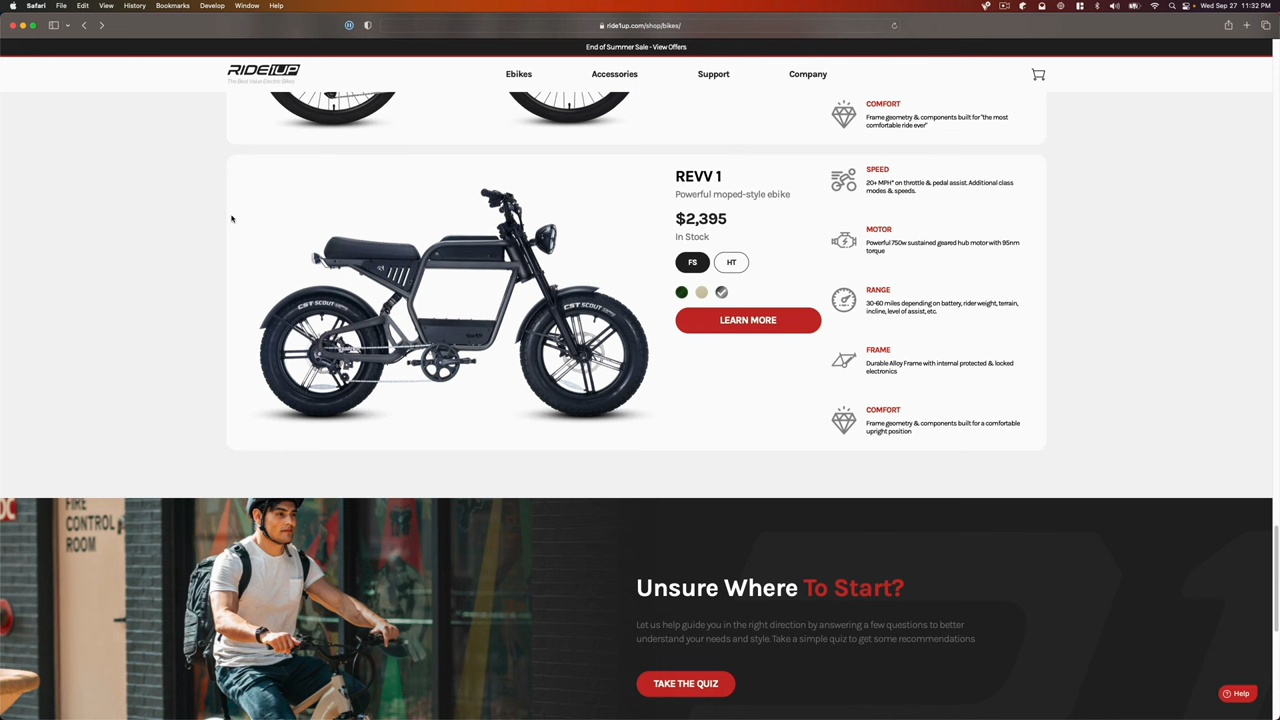 Safari File Edit View History Bookmarks Develop Window Help
Wed Sep 27 11:32 PM
ride1up.com/shop/bikes/
End of Summer Sale - View Offers
RIDE1UP
The Best Value Electric Bikes
Ebikes Accessories Support Company
COMFORT
Frame geometry & components built for "the most
comfortable ride ever"
REVV 1
Powerful moped-style ebike
$2,395
In Stock
FS HT
LEARN MORE
SPEED
20+ MPH* on throttle & pedal assist. Additional class
modes & speeds.
MOTOR
Powerful 750w sustained geared hub motor with 95nm
torque
RANGE
30-60 miles depending on battery, rider weight, terrain,
incline, level of assist, etc.
FRAME
Durable Alloy Frame with internal protected & locked
electronics
COMFORT
Frame geometry & components built for a comfortable
upright position
CST SCOUT
CST SCOUT
FIRE
CONTROL
ROOM
Unsure Where To Start?
Let us help guide you in the right direction by answering a few questions to better
understand your needs and style. Take a simple quiz to get some recommendations
TAKE THE QUIZ
Help